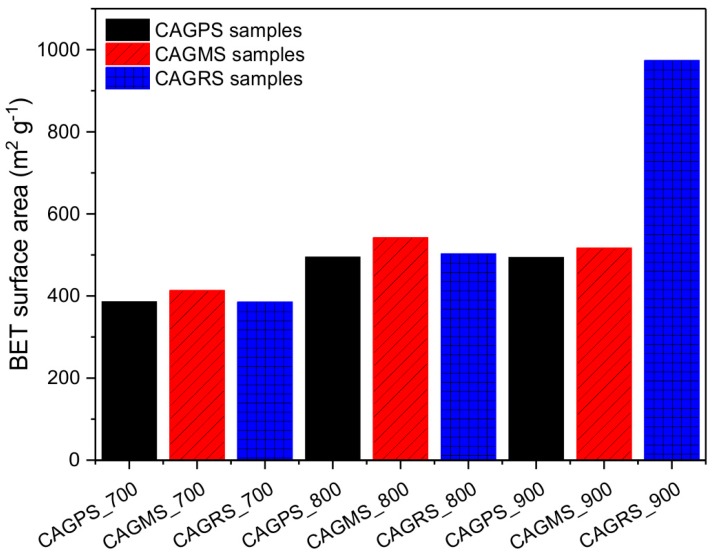 CAGPS samples
CAGMS samples
CAGRS samples
BET surface area (m² g⁻¹)
1000
800
600
400
200
0
CAGPS_700
CAGMS_700
CAGRS_700
CAGPS_800
CAGMS_800
CAGRS_800
CAGPS_900
CAGMS_900
CAGRS_900